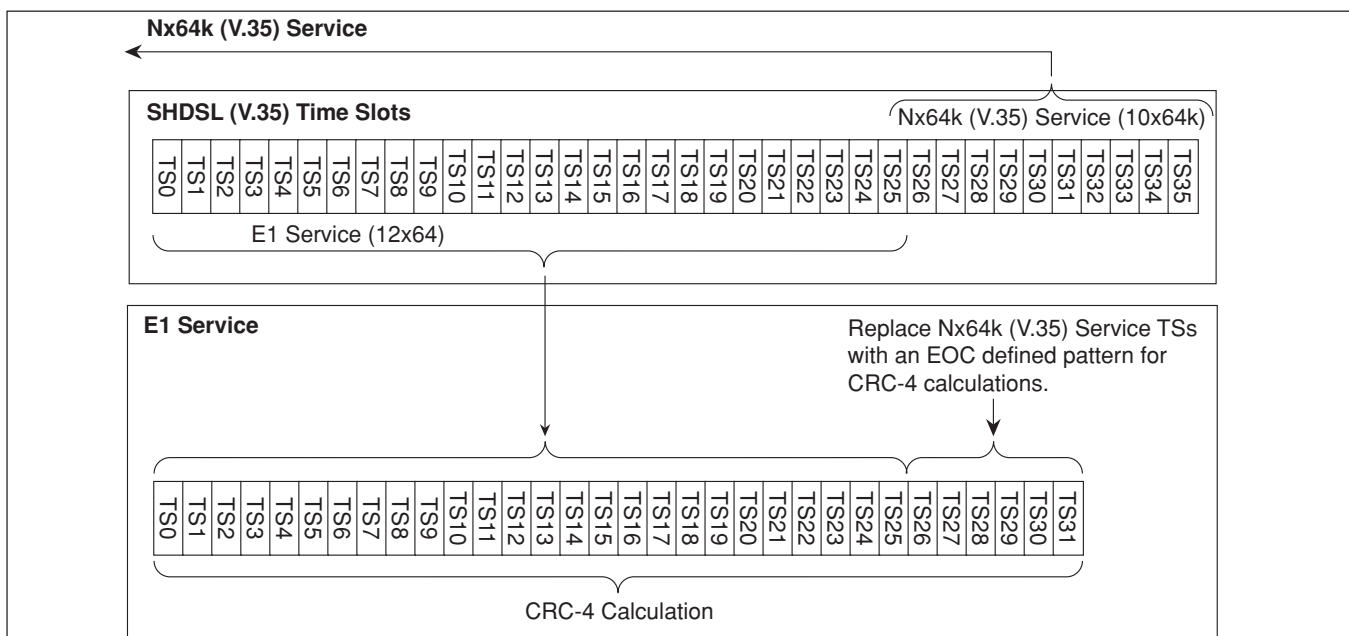 Nx64k (V.35) Service
SHDSL (V.35) Time Slots
Nx64k (V.35) Service (10x64k)
TS0 TS1 TS2 TS3 TS4 TS5 TS6 TS7 TS8 TS9 TS10 TS11 TS12 TS13 TS14 TS15 TS16 TS17 TS18 TS19 TS20 TS21 TS22 TS23 TS24 TS25 TS26 TS27 TS28 TS29 TS30 TS31 TS32 TS33 TS34 TS35
E1 Service (12x64)
E1 Service
Replace Nx64k (V.35) Service TSs
with an EOC defined pattern for
CRC-4 calculations.
TS0 TS1 TS2 TS3 TS4 TS5 TS6 TS7 TS8 TS9 TS10 TS11 TS12 TS13 TS14 TS15 TS16 TS17 TS18 TS19 TS20 TS21 TS22 TS23 TS24 TS25 TS26 TS27 TS28 TS29 TS30 TS31
CRC-4 Calculation